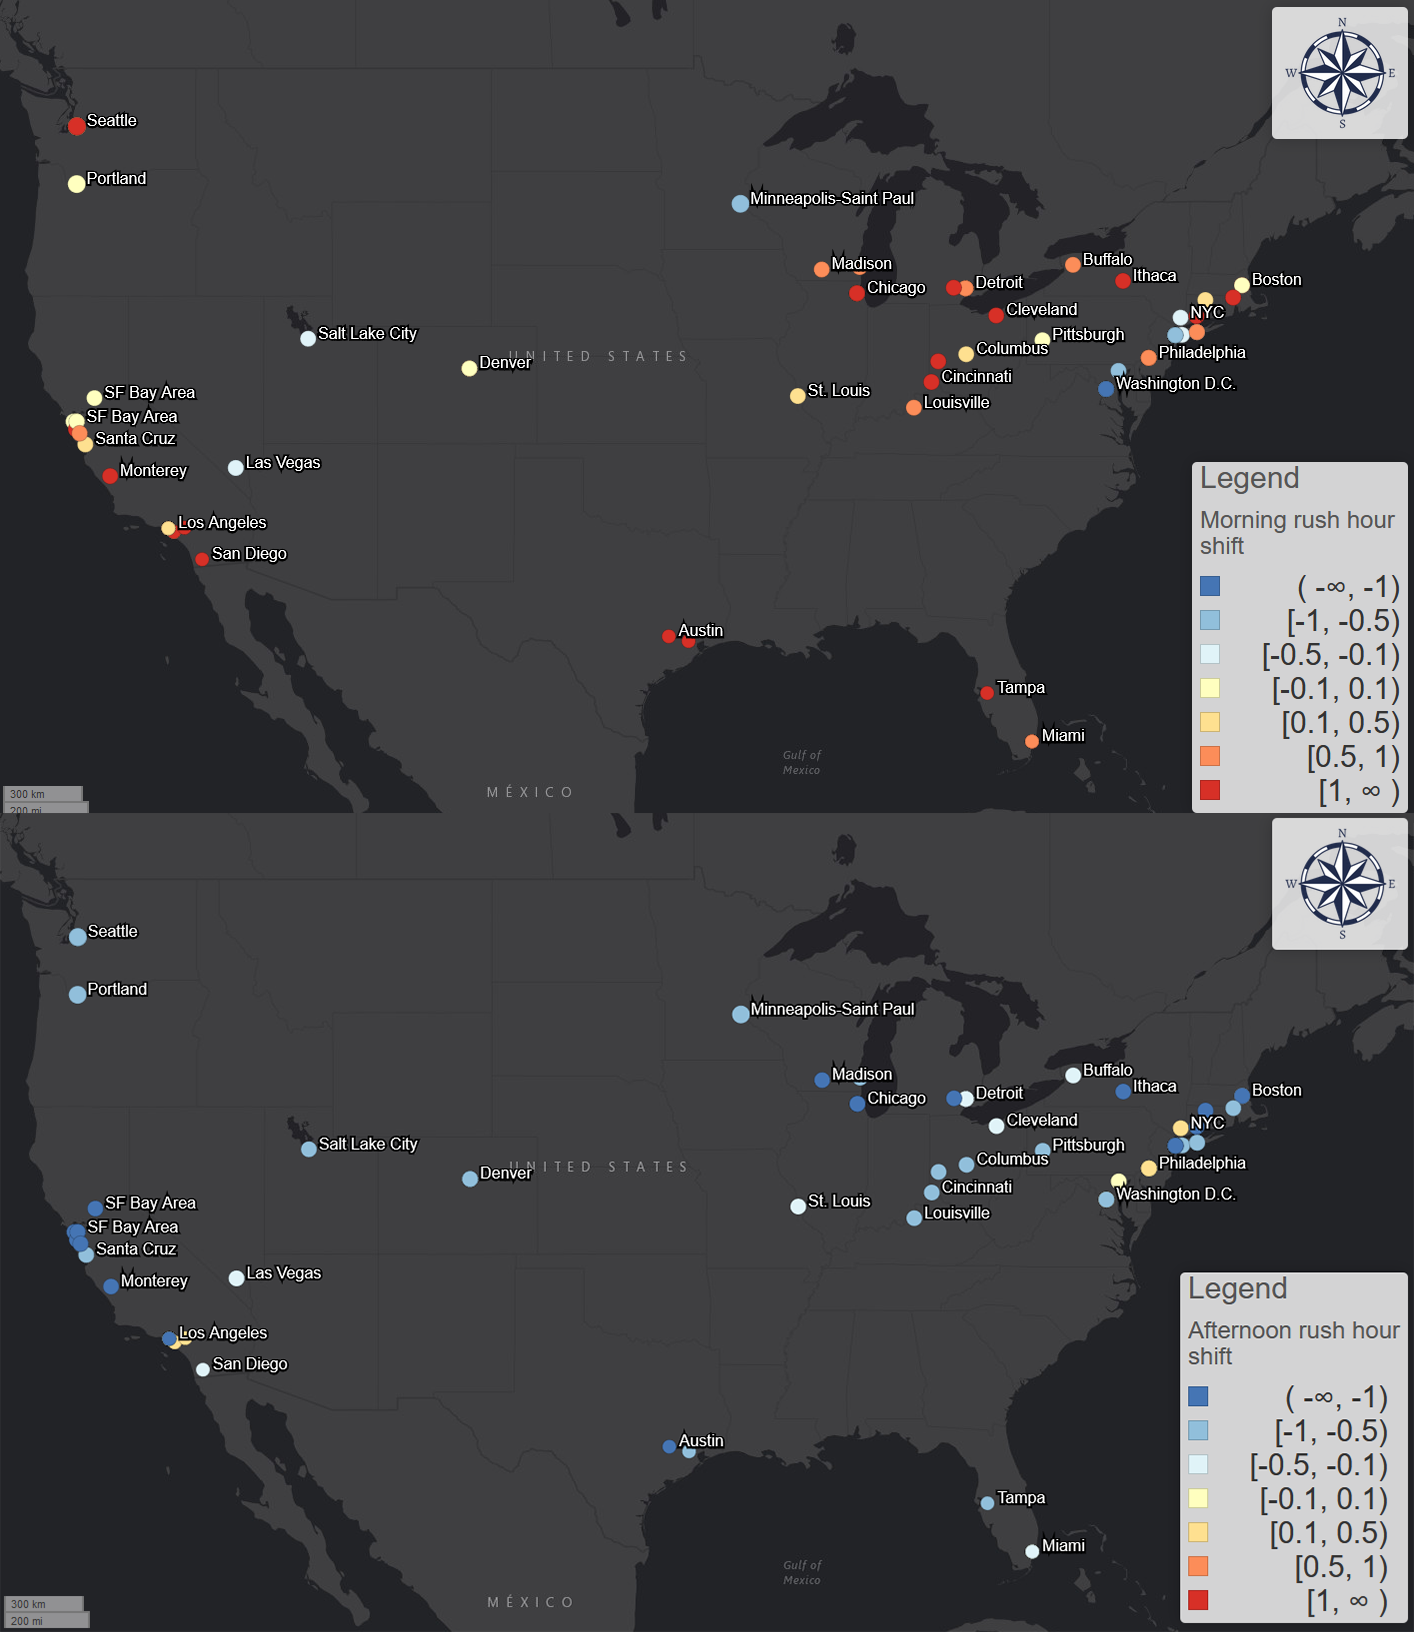 N
W E
S
Seattle
Portland
Minneapolis-Saint Paul
Madison
Chicago
Detroit
Buffalo
Ithaca
Boston
Cleveland
NYC
Salt Lake City
UNITED STATES
Denver
Columbus
Pittsburgh
Philadelphia
Cincinnati
Washington D.C.
SF Bay Area
St. Louis
Louisville
SF Bay Area
Santa Cruz
Monterey
Las Vegas
Los Angeles
San Diego
Austin
Tampa
Miami
Gulf of
Mexico
MÉXICO
300 km
200 mi
Legend
Morning rush hour
shift
( -∞, -1)
[-1, -0.5)
[-0.5, -0.1)
[-0.1, 0.1)
[0.1, 0.5)
[0.5, 1)
[1, ∞ )
N
W E
S
Seattle
Portland
Minneapolis-Saint Paul
Madison
Chicago
Detroit
Buffalo
Ithaca
Boston
Cleveland
NYC
Salt Lake City
UNITED STATES
Denver
Columbus
Pittsburgh
Philadelphia
Cincinnati
Washington D.C.
SF Bay Area
St. Louis
Louisville
SF Bay Area
Santa Cruz
Monterey
Las Vegas
Los Angeles
San Diego
Austin
Tampa
Miami
Gulf of
Mexico
MÉXICO
300 km
200 mi
Legend
Afternoon rush hour
shift
( -∞, -1)
[-1, -0.5)
[-0.5, -0.1)
[-0.1, 0.1)
[0.1, 0.5)
[0.5, 1)
[1, ∞ )